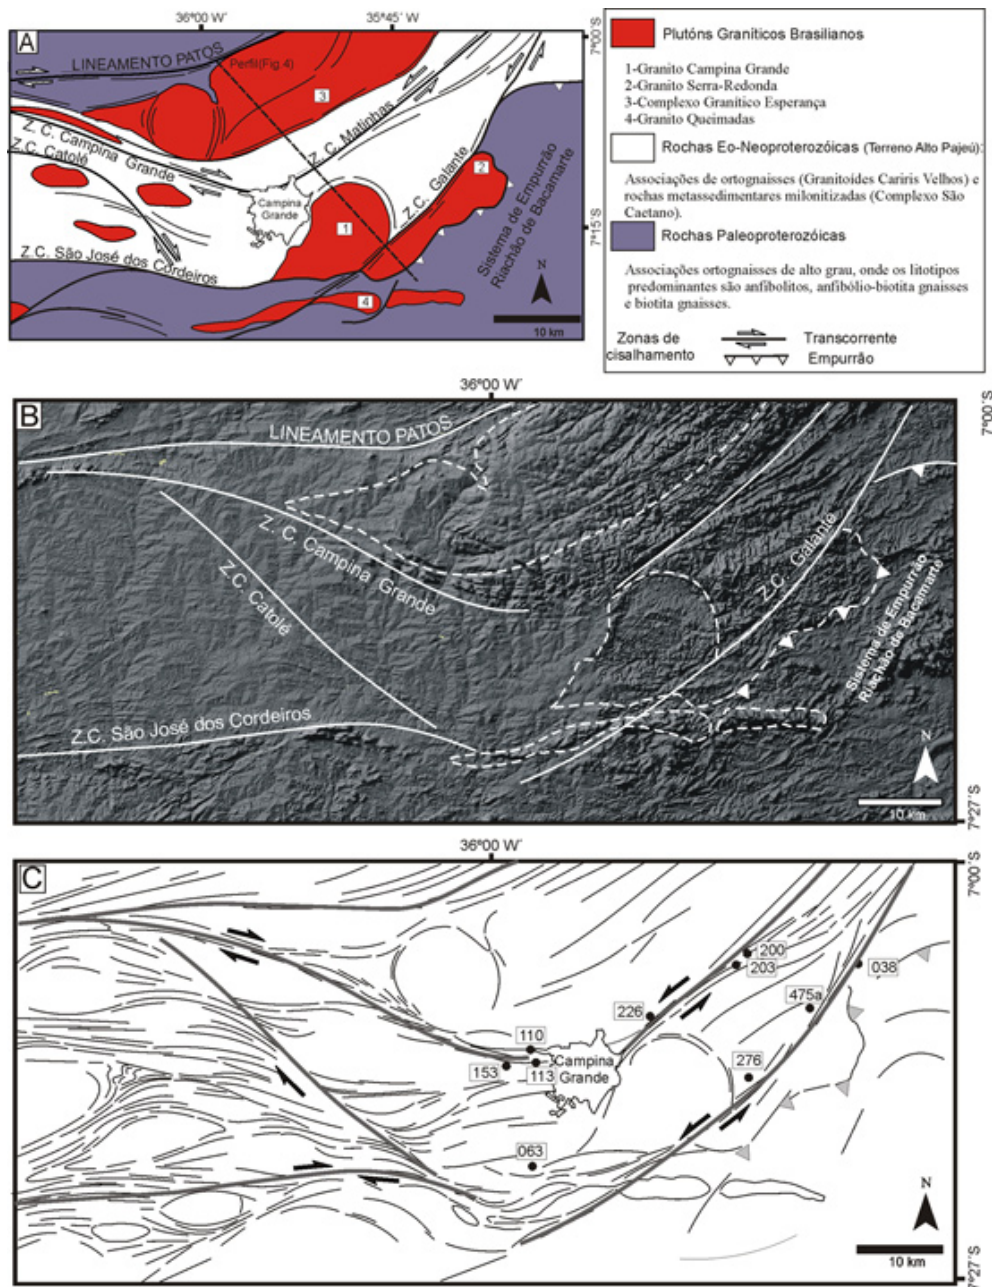 36°00 W'
35°45' W
A
LINEAMENTO PATOS
Perfil(Fig.4)
3
7°00'S
Z. C. Campina Grande
Z. C. Catolé
Z. C. Matinhas
Campina
Grande
1
2
Z.C. Galante
Sistema de Empurrão
Riachão de Bacamarte
7°15'S
Z.C. São José dos Cordeiros
4
N
10 km
Plutóns Graníticos Brasilianos
1-Granito Campina Grande
2-Granito Serra-Redonda
3-Complexo Granítico Esperança
4-Granito Queimadas
Rochas Eo-Neoproterozóicas (Terreno Alto Pajeú):
Associações de ortognaisses (Granitoides Cariris Velhos) e
rochas metassedimentares milonitizadas (Complexo São
Caetano).
Rochas Paleoproterozóicas
Associações ortognaisses de alto grau, onde os litotipos
predominantes são anfibolitos, anfibólio-biotita gnaisses
e biotita gnaisses.
Zonas de
cisalhamento
Transcorrente
Empurrão
36°00 W'
B
7°00'S
LINEAMENTO PATOS
Z. C. Campina Grande
Z.C. Catolé
Z.C. Galante
Sistema de Empurrão
Riachão de Bacamarte
Z.C. São José dos Cordeiros
N
10 km
7°27'S
36°00 W'
C
7°00'S
200
203
038
226
475a
110
153
113
Campina
Grande
276
063
N
10 km
7°27'S